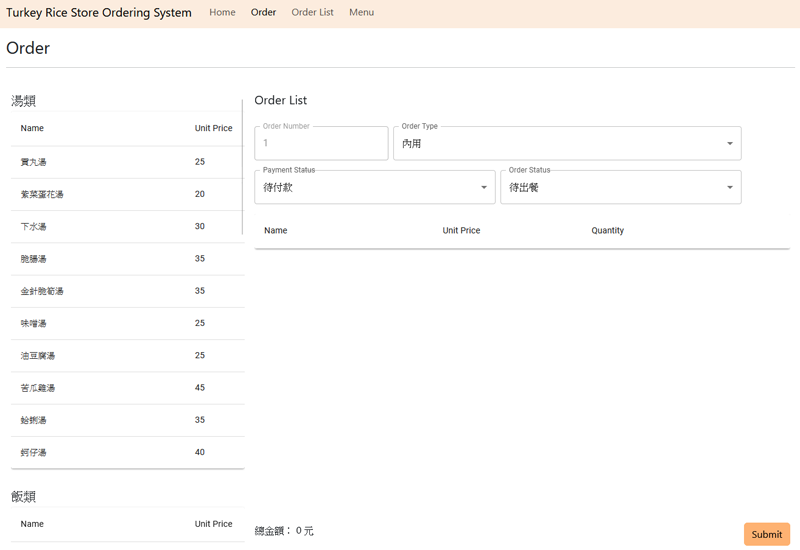 Turkey Rice Store Ordering System Home Order Order List Menu
Order
湯類
Name Unit Price
貢丸湯 25
紫菜蛋花湯 20
下水湯 30
脆腸湯 35
金針脆筍湯 35
味噌湯 25
油豆腐湯 25
苦瓜雞湯 45
蛤蜊湯 35
蚵仔湯 40
飯類
Name Unit Price
Order List
Order Number Order Type
1 內用
Payment Status Order Status
待付款 待出餐
Name Unit Price Quantity
總金額： 0 元
Submit